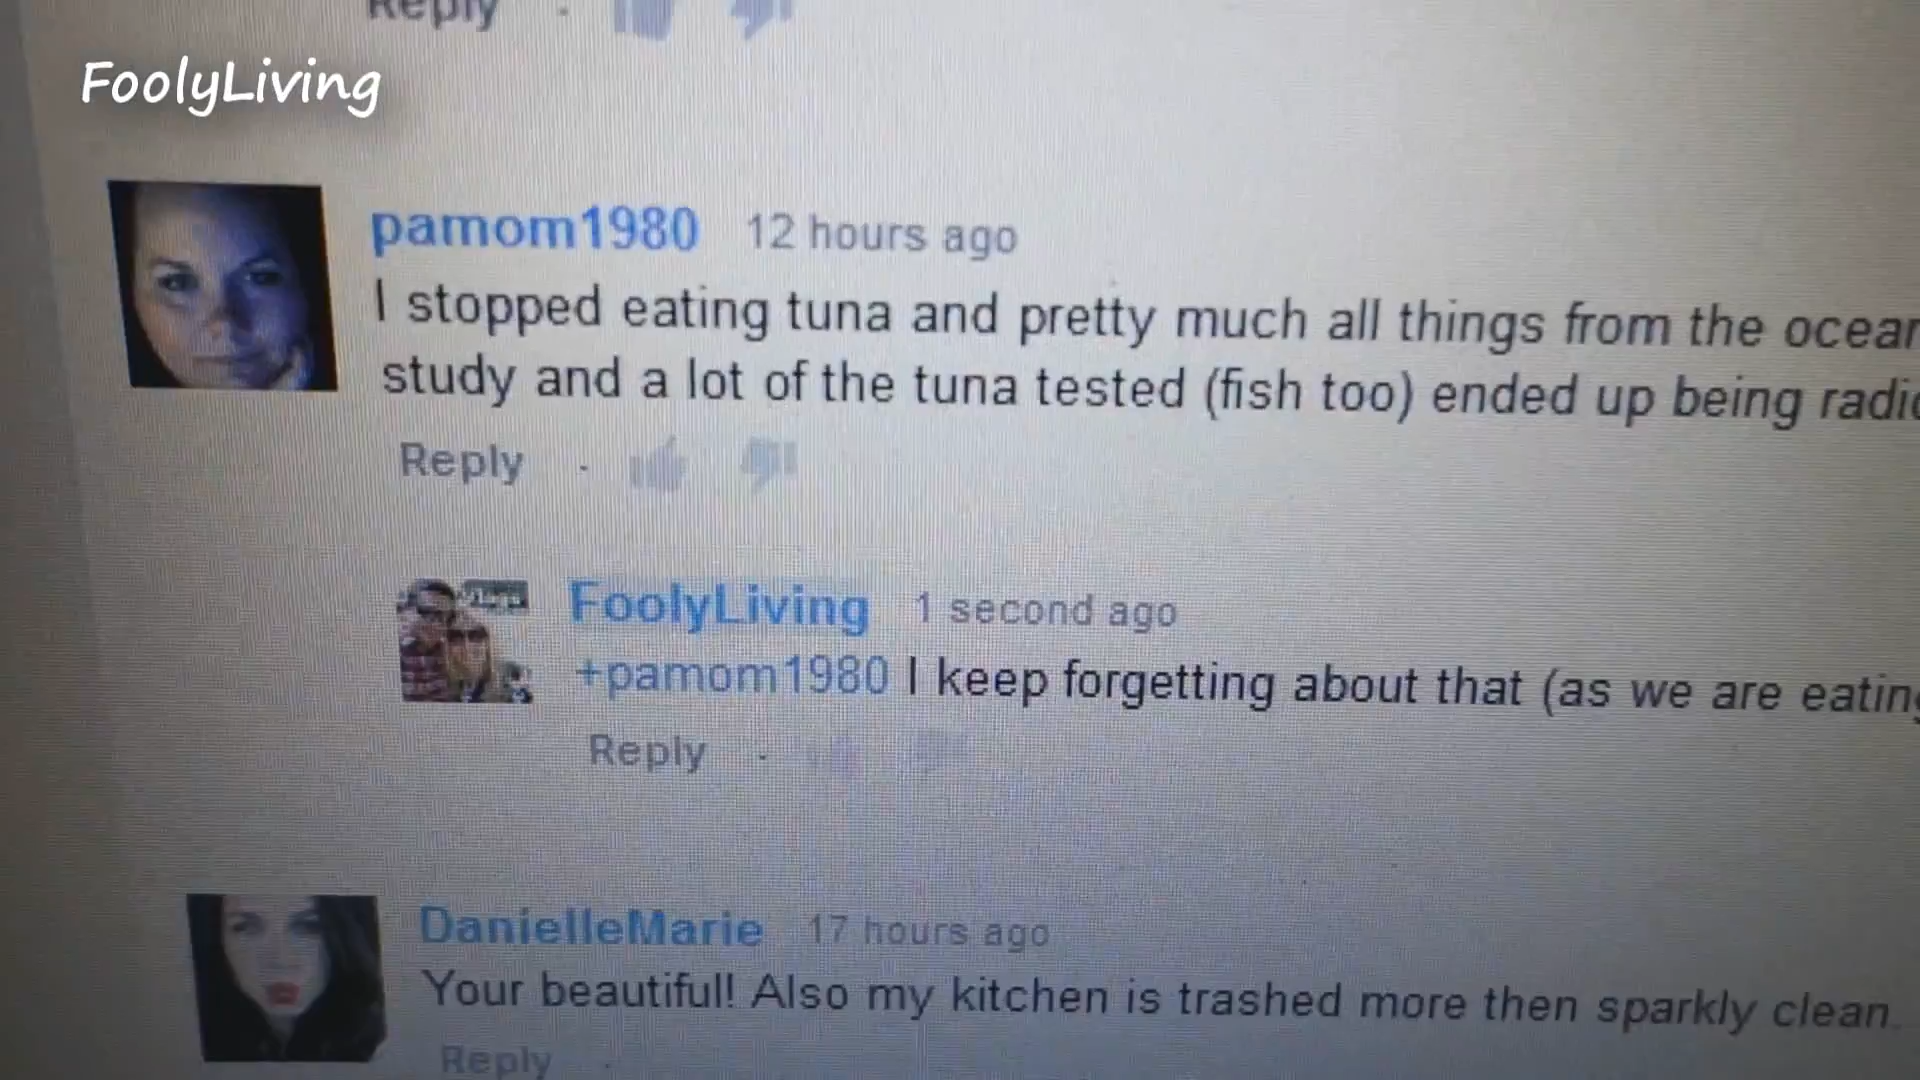 Reply
FoolyLiving
pamom1980 12 hours ago
I stopped eating tuna and pretty much all things from the
study and a lot of the tuna tested (fish too) ended up being
Reply
FoolyLiving 1 second ago
+pamom1980 I keep forgetting about that (as we are
Reply
DanielleMarie 17 hours ago
Your beautiful! Also my kitchen is trashed more then sparkly clean.
Reply